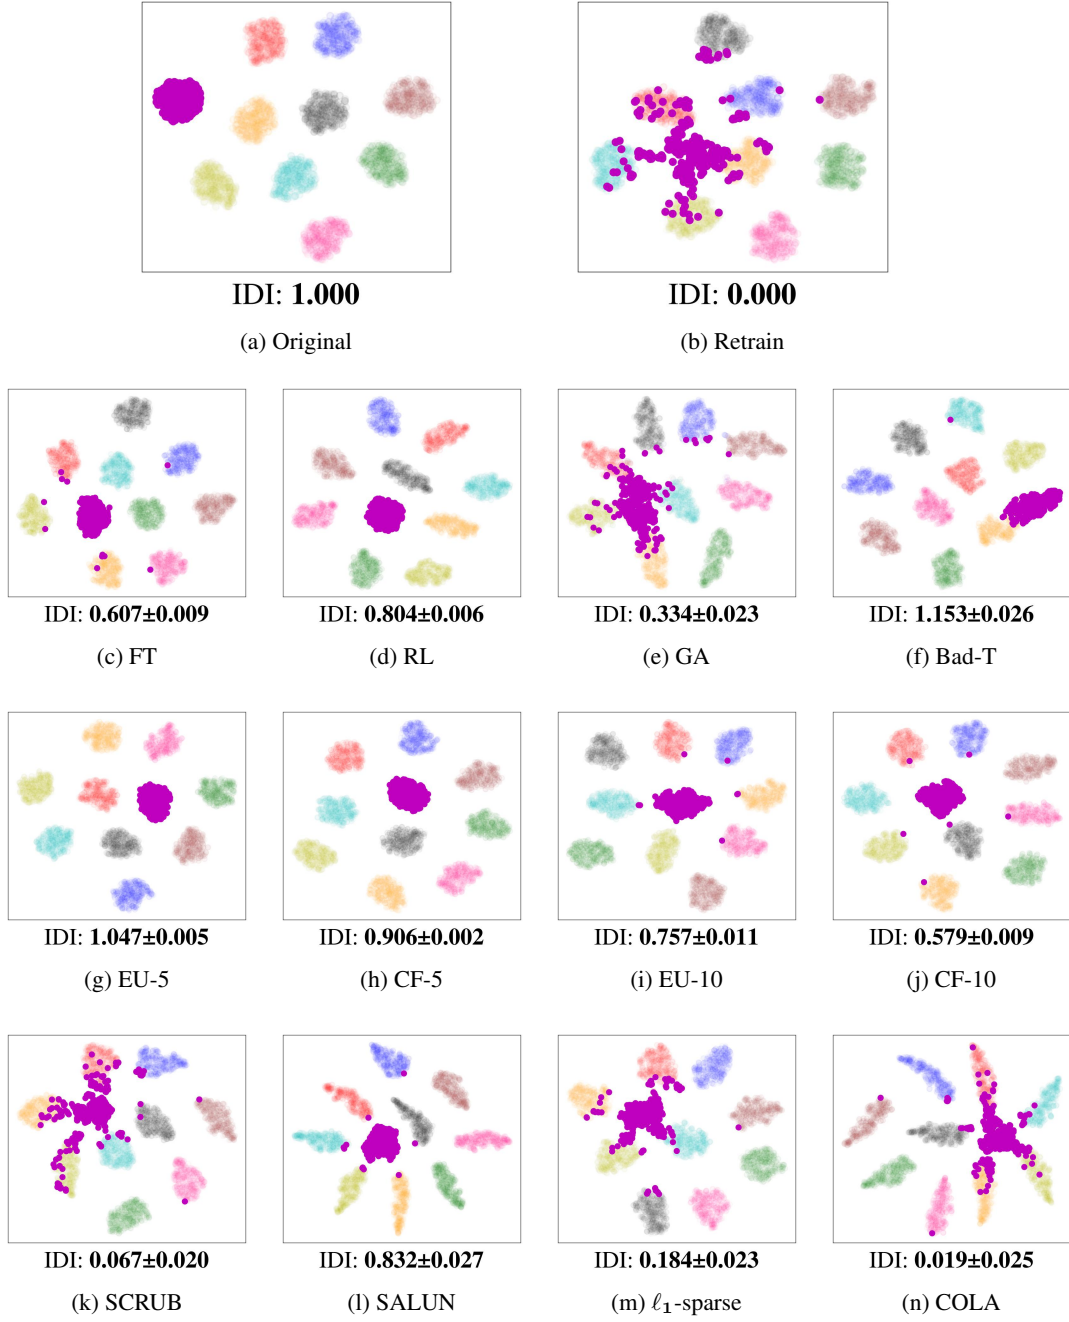 IDI: 1.000
IDI: 0.000
(a) Original
(b) Retrain
IDI: 0.607±0.009
IDI: 0.804±0.006
IDI: 0.334±0.023
IDI: 1.153±0.026
(c) FT
(d) RL
(e) GA
(f) Bad-T
IDI: 1.047±0.005
IDI: 0.906±0.002
IDI: 0.757±0.011
IDI: 0.579±0.009
(g) EU-5
(h) CF-5
(i) EU-10
(j) CF-10
IDI: 0.067±0.020
IDI: 0.832±0.027
IDI: 0.184±0.023
IDI: 0.019±0.025
(k) SCRUB
(l) SALUN
(m) ℓ₁-sparse
(n) COLA